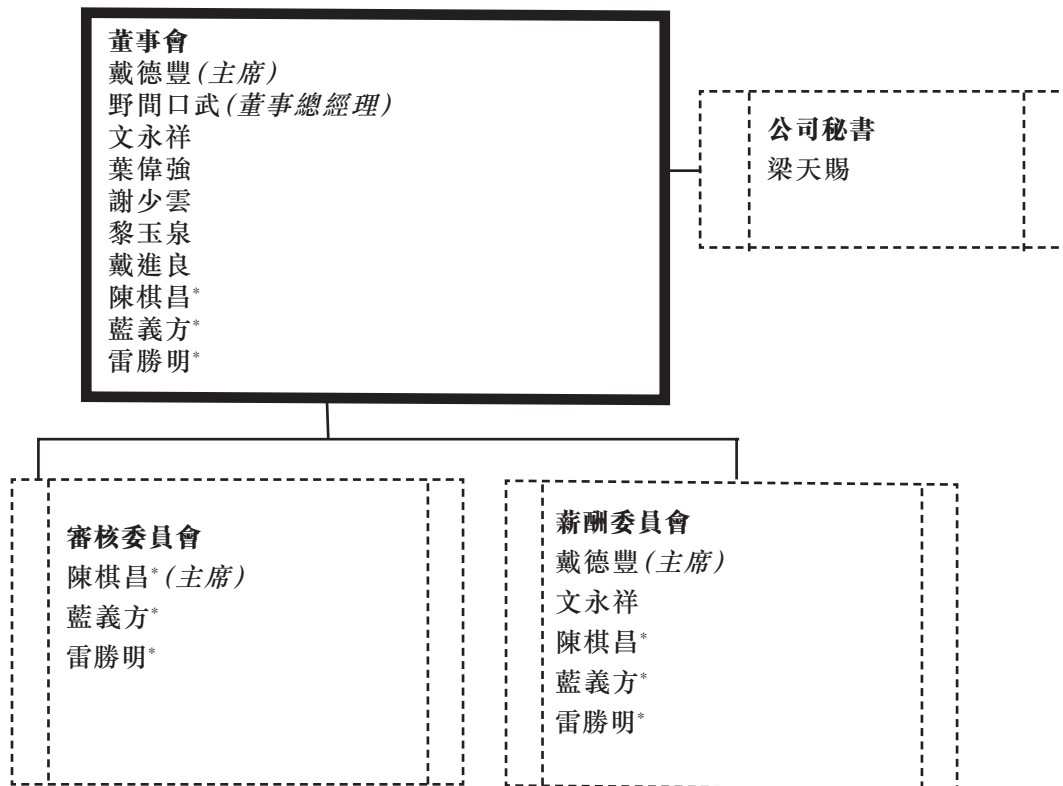 董事會
戴德豐(主席)
野間口武(董事總經理)
文永祥
葉偉強
謝少雲
黎玉泉
戴進良
陳棋昌*
藍義方*
雷勝明*
公司秘書
梁天賜
審核委員會
陳棋昌*(主席)
藍義方*
雷勝明*
薪酬委員會
戴德豐(主席)
文永祥
陳棋昌*
藍義方*
雷勝明*